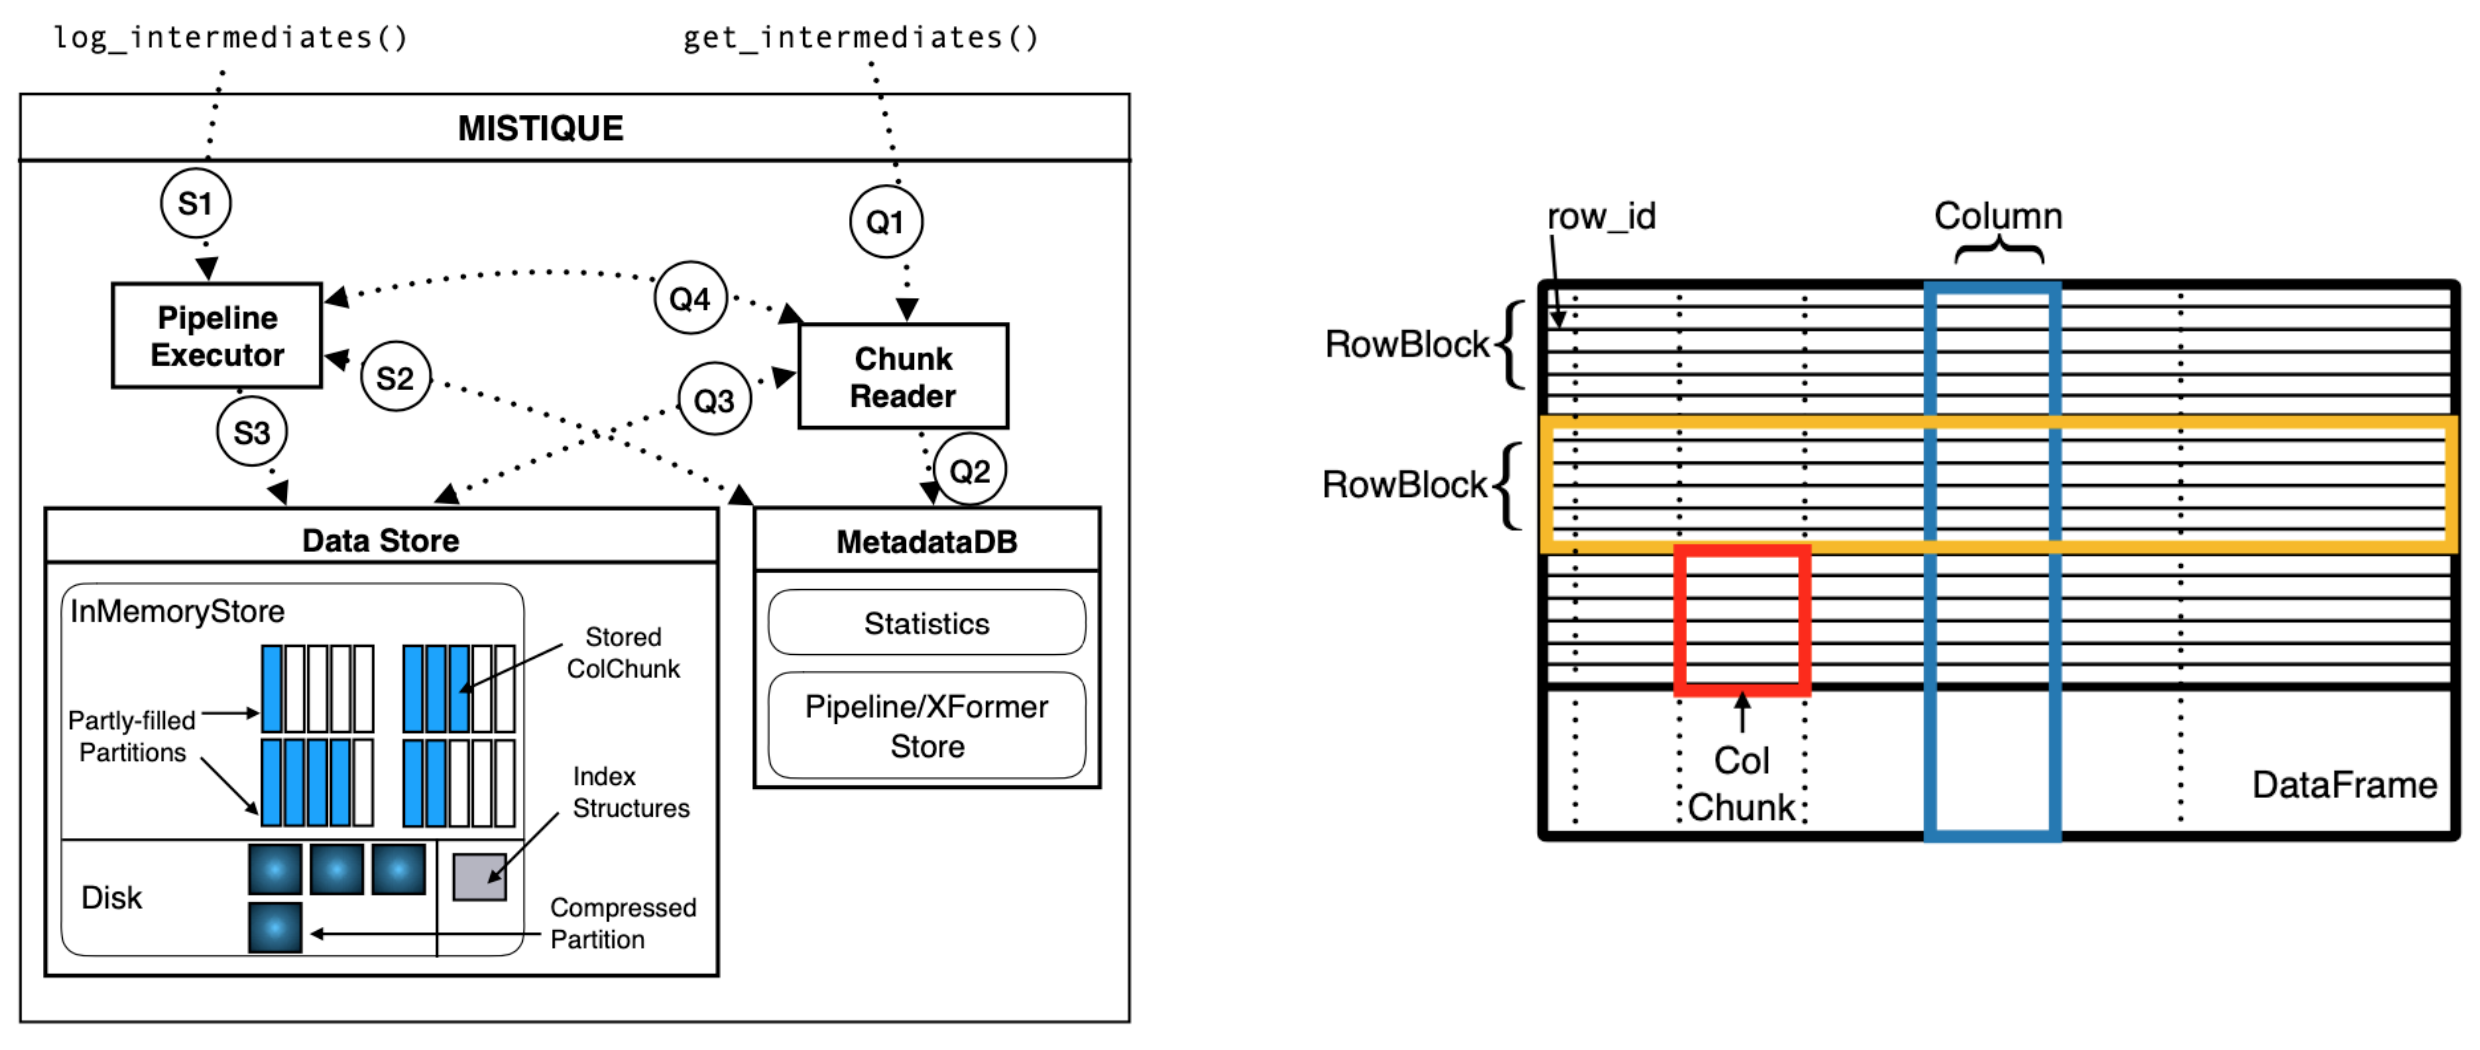 log_intermediates()
get_intermediates()
MISTIQUE
S1
Q1
Q4
Pipeline
Executor
S2
Q3
Chunk
Reader
S3
Q2
Data Store
MetadataDB
InMemoryStore
Stored
ColChunk
Partly-filled
Partitions
Index
Structures
Disk
Compressed
Partition
Statistics
Pipeline/XFormer
Store
row_id
Column
RowBlock
RowBlock
Col
Chunk
DataFrame